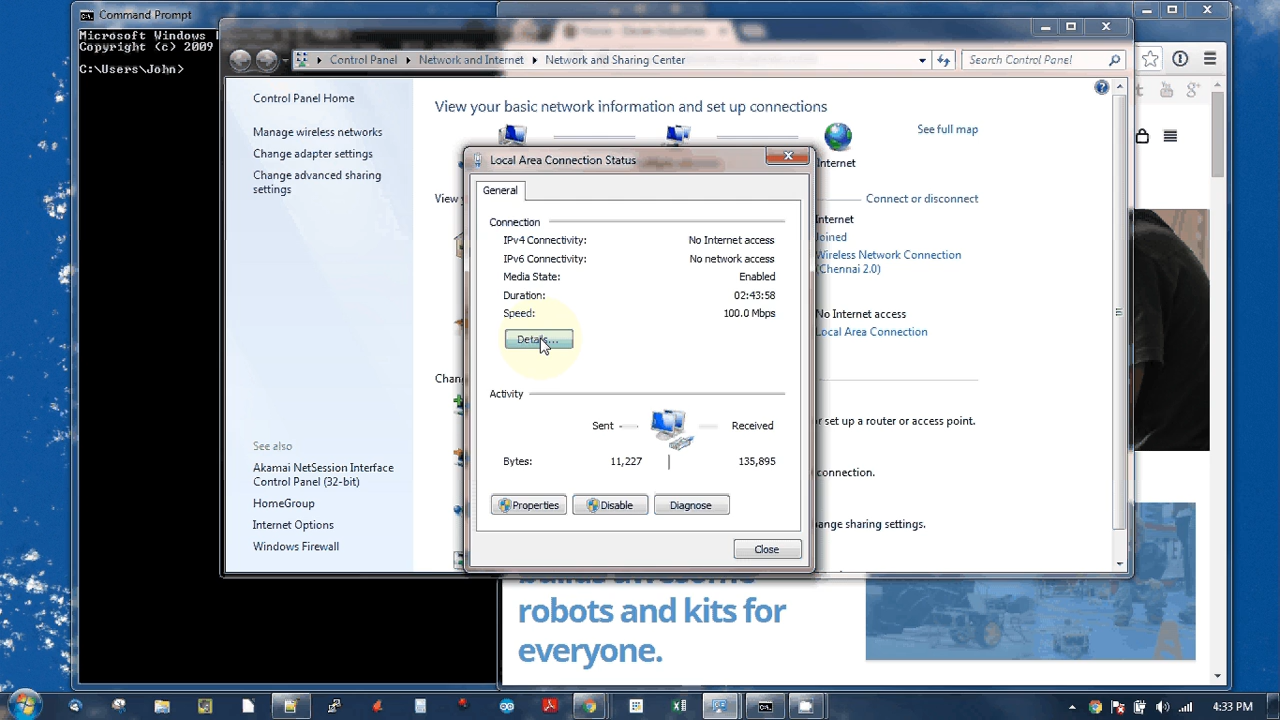 Command Prompt
Microsoft Windows
Copyright (c) 2009
C:\Users\John>
Control Panel
Network and Internet
Network and Sharing Center
Search Control Panel
Control Panel Home
Manage wireless networks
Change adapter settings
Change advanced sharing
settings
See also
Akamai NetSession Interface
Control Panel (32-bit)
HomeGroup
Internet Options
Windows Firewall
View your basic network information and set up connections
See full map
Internet
Connect or disconnect
Internet
Joined
Wireless Network Connection
(Chennai 2.0)
No Internet access
Local Area Connection
or set up a router or access point.
connection.
ange sharing settings.
Local Area Connection Status
General
Connection
IPv4 Connectivity: No Internet access
IPv6 Connectivity: No network access
Media State: Enabled
Duration: 02:43:58
Speed: 100.0 Mbps
Details...
Activity
Sent Received
Bytes: 11,227 135,895
Properties Disable Diagnose
Close
robots and kits for
everyone.
4:33 PM